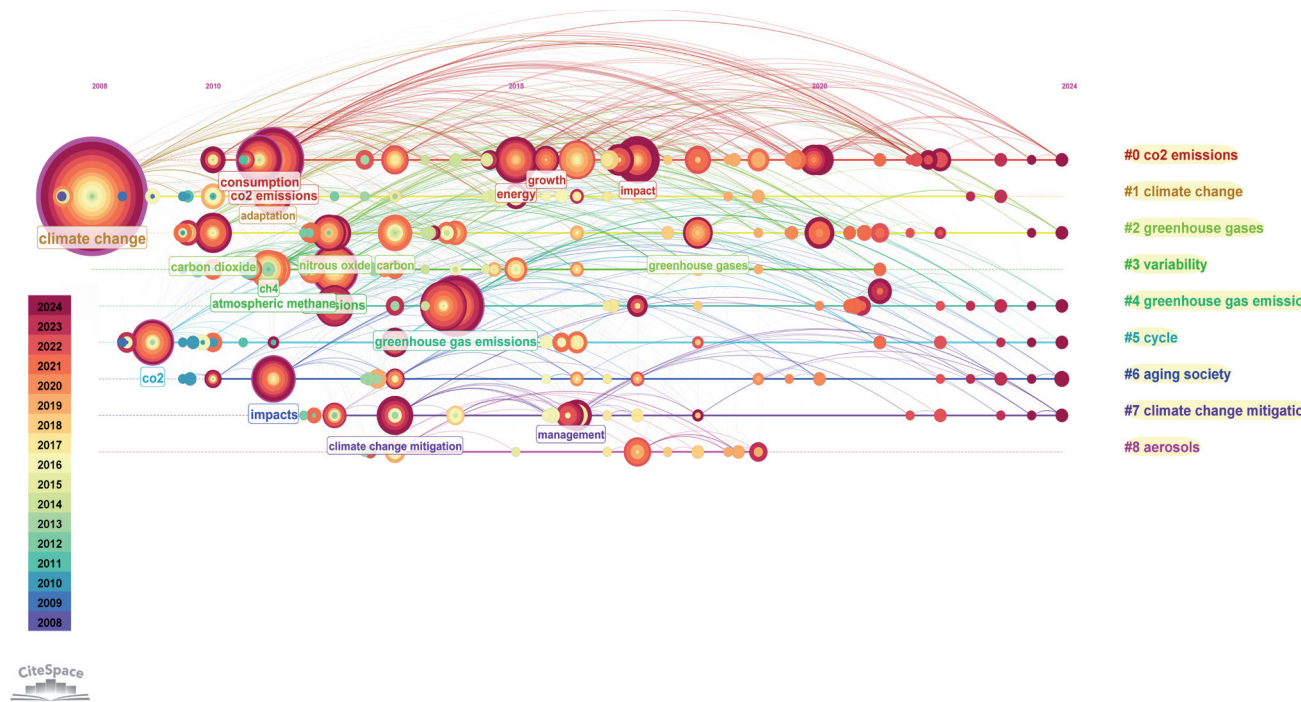 2008 2010 2015 2020 2024
#0 co2 emissions
consumption
growth
co2 emissions
energy
impact
#1 climate change
adaptation
climate change
#2 greenhouse gases
carbon dioxide
nitrous oxide
carbon
greenhouse gases
#3 variability
ch4
atmospheric methane
sions
#4 greenhouse gas emissio
greenhouse gas emissions
#5 cycle
co2
#6 aging society
impacts
#7 climate change mitigatio
management
climate change mitigation
#8 aerosols
2024
2023
2022
2021
2020
2019
2018
2017
2016
2015
2014
2013
2012
2011
2010
2009
2008
CiteSpace